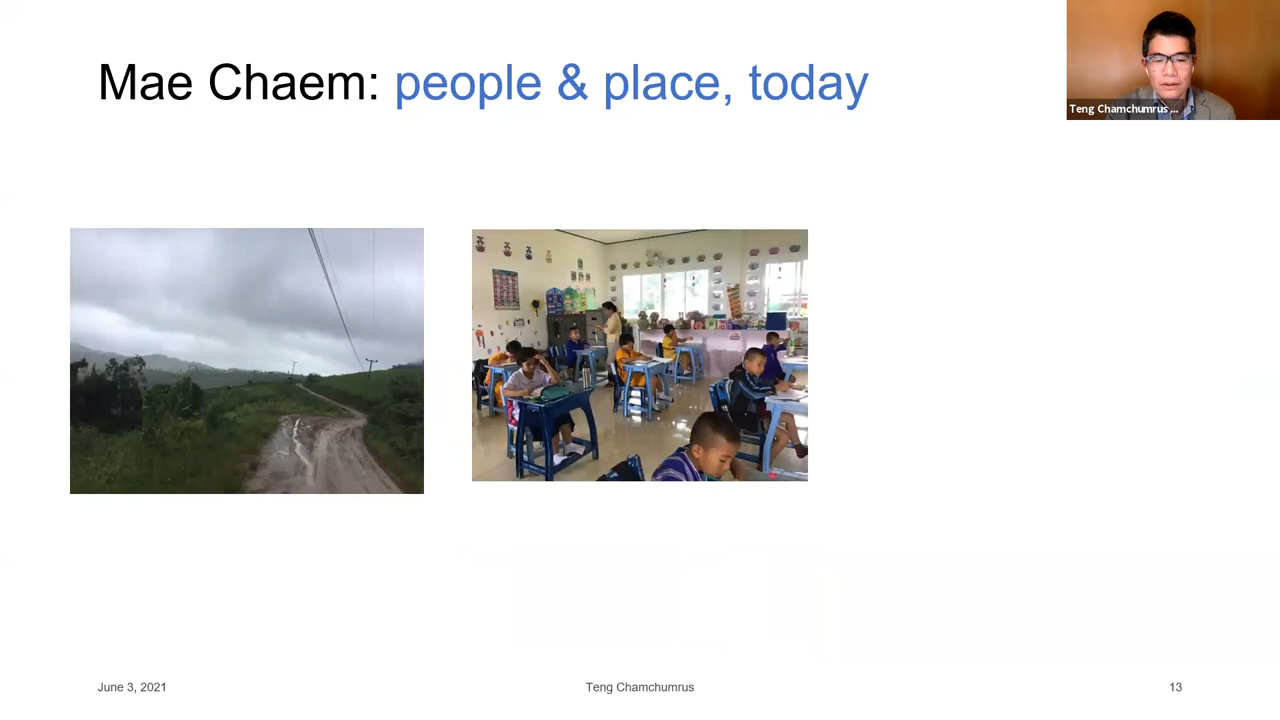 Mae Chaem: people & place, today
Teng Chamchumrus ...
June 3, 2021
Teng Chamchumrus
13